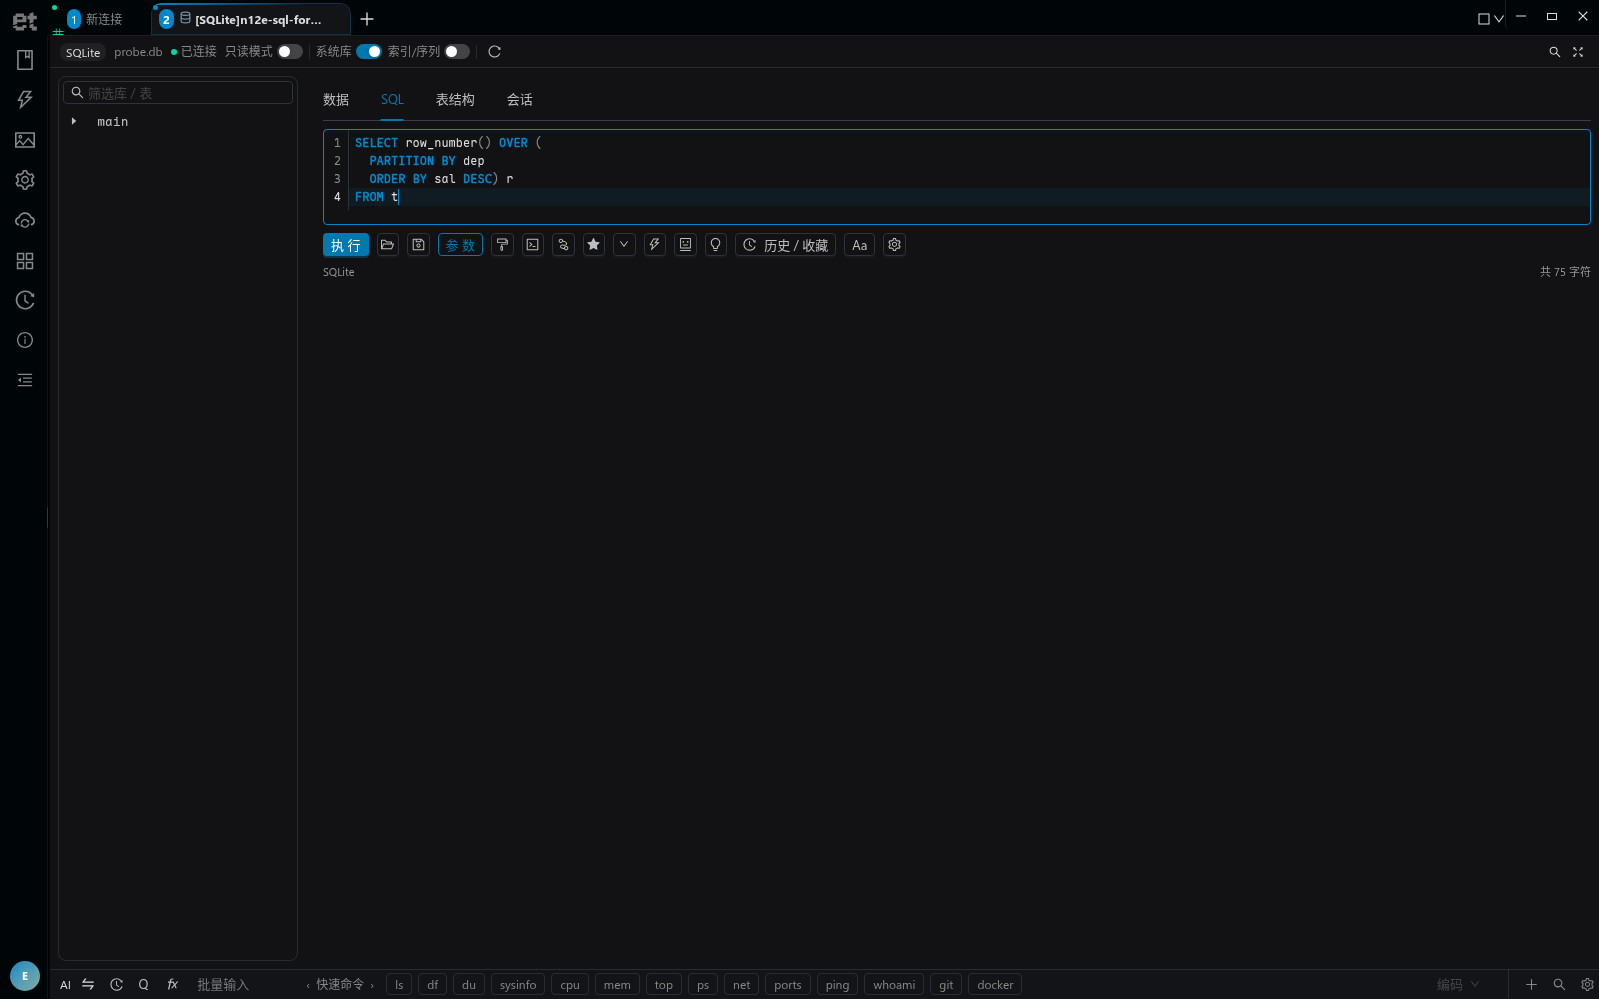 et
1 新连接
2 [SQLite]n12e-sql-for...
SQLite probe.db 已连接 只读模式 系统库 索引/序列
筛选库 / 表
main
数据 SQL 表结构 会话
1 SELECT row_number() OVER (
2 PARTITION BY dep
3 ORDER BY sal DESC) r
4 FROM t
执 行 参 数 历史 / 收藏 Aa
SQLite 共 75 字符
E
AI Q fx 批量输入 ‹ 快速命令 › ls df du sysinfo cpu mem top ps net ports ping whoami git docker 编码